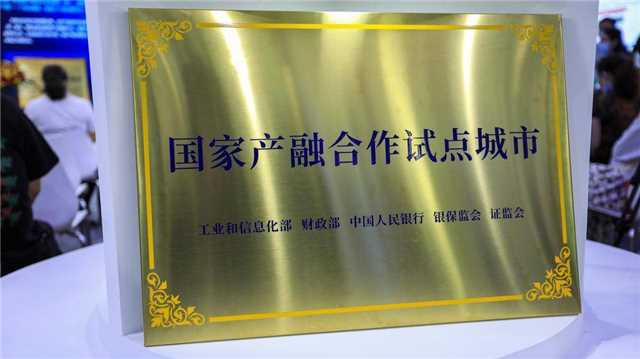 国家产融合作试点城市
工业和信息化部 财政部 中国人民银行 银保监会 证监会